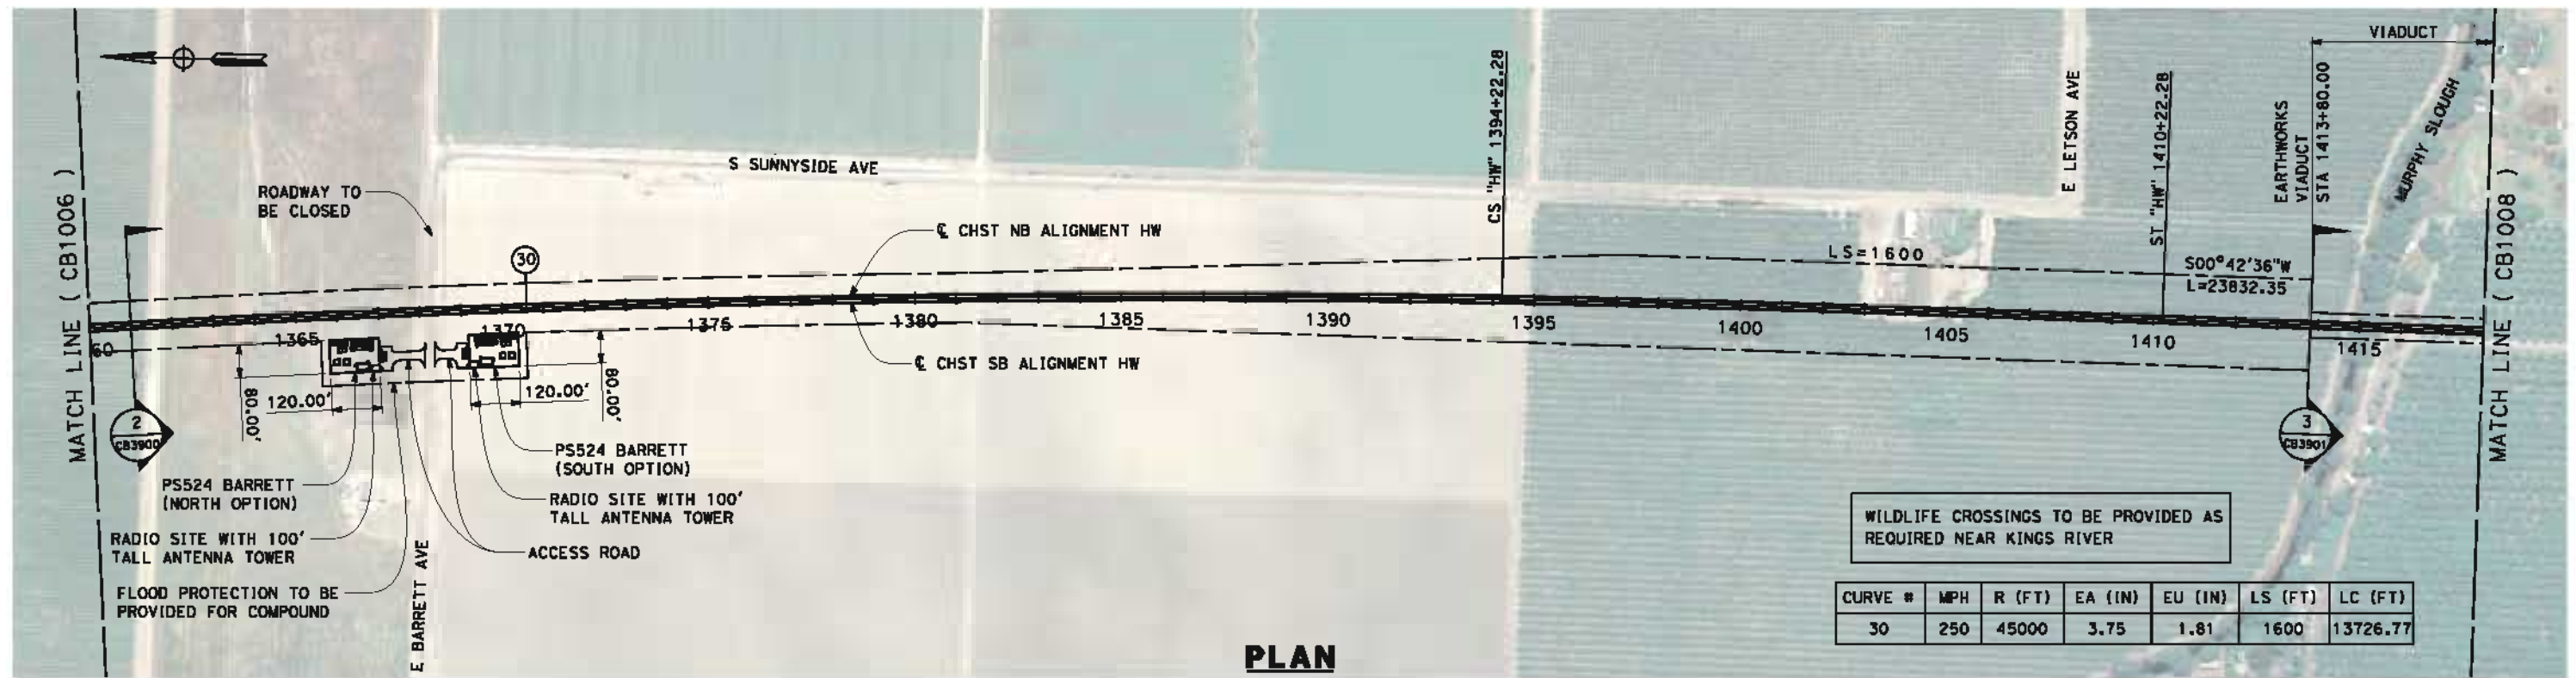 VIADUCT
MATCH LINE ( CB1006 )
ROADWAY TO
BE CLOSED
S SUNNYSIDE AVE
30
℄ CHST NB ALIGNMENT HW
℄ CHST SB ALIGNMENT HW
CS "HW" 1394+22.28
LS=1600
E LETSON AVE
ST "HW" 1410+22.28
S00°42'36"W
L=23832.35
EARTHWORKS
VIADUCT
STA 1413+80.00
MURPHY SLOUGH
MATCH LINE ( CB1008 )
60
1365
1370
1375
1380
1385
1390
1395
1400
1405
1410
1415
80.00'
120.00'
120.00'
80.00'
2
CB3900
3
CB3901
PS524 BARRETT
(NORTH OPTION)
RADIO SITE WITH 100'
TALL ANTENNA TOWER
FLOOD PROTECTION TO BE
PROVIDED FOR COMPOUND
E BARRETT AVE
PS524 BARRETT
(SOUTH OPTION)
RADIO SITE WITH 100'
TALL ANTENNA TOWER
ACCESS ROAD
WILDLIFE CROSSINGS TO BE PROVIDED AS
REQUIRED NEAR KINGS RIVER
CURVE # MPH R (FT) EA (IN) EU (IN) LS (FT) LC (FT)
30 250 45000 3.75 1.81 1600 13726.77
PLAN